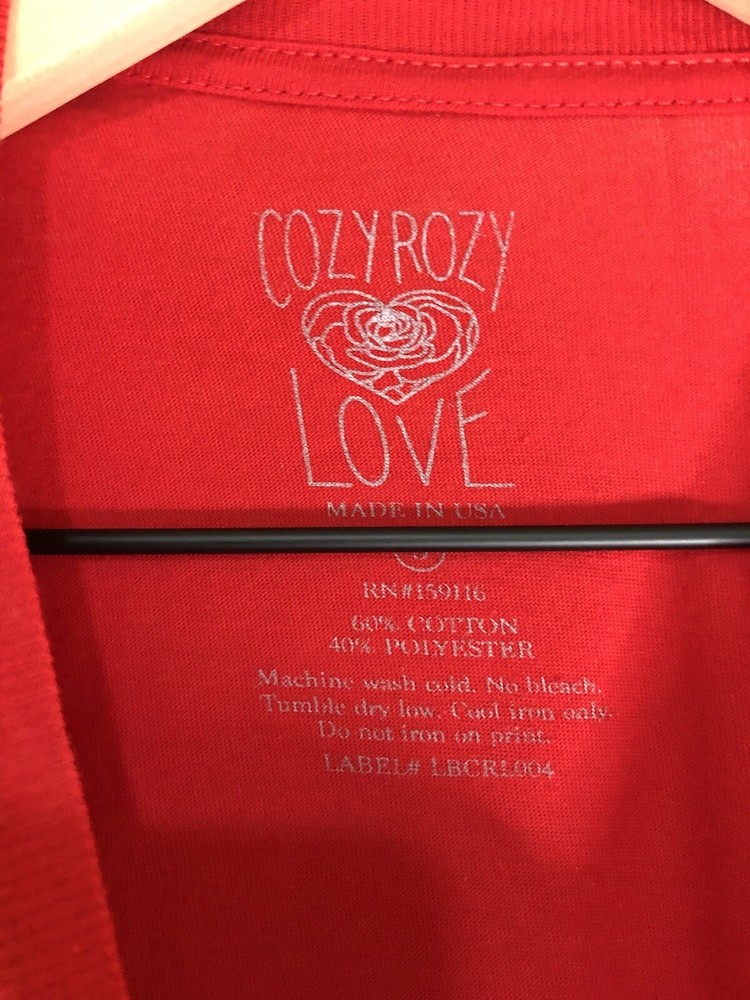 COZY ROZY
LOVE
MADE IN USA
RN#159116
60% COTTON
40% POLYESTER
Machine wash cold. No bleach.
Tumble dry low. Cool iron only.
Do not iron on print.
LABEL# LBCRL004